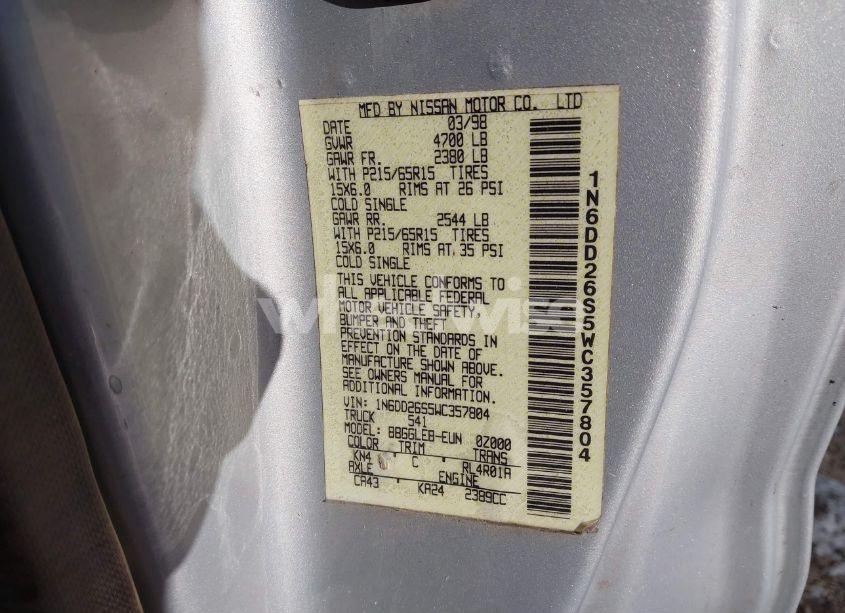 MFD BY NISSAN MOTOR CO. LTD
DATE 03/98
GVWR 4700 LB
GAWR FR. 2380 LB
WITH P215/65R15 TIRES
15X6.0 RIMS AT 26 PSI
COLD SINGLE
GAWR RR. 2544 LB
WITH P215/65R15 TIRES
15X6.0 RIMS AT 35 PSI
COLD SINGLE
THIS VEHICLE CONFORMS TO
ALL APPLICABLE FEDERAL
MOTOR VEHICLE SAFETY,
BUMPER AND THEFT
PREVENTION STANDARDS IN
EFFECT ON THE DATE OF
MANUFACTURE SHOWN ABOVE.
SEE OWNERS MANUAL FOR
ADDITIONAL INFORMATION.
VIN: 1N6DD26S5WC357804
TRUCK 541
MODEL: BBGGLEB-EUN 0Z000
COLOR TRIM TRANS
KN4 C RL4R01A
AXLE ENGINE
CA43 KA24 2389CC
1N6DD26S5WC357804